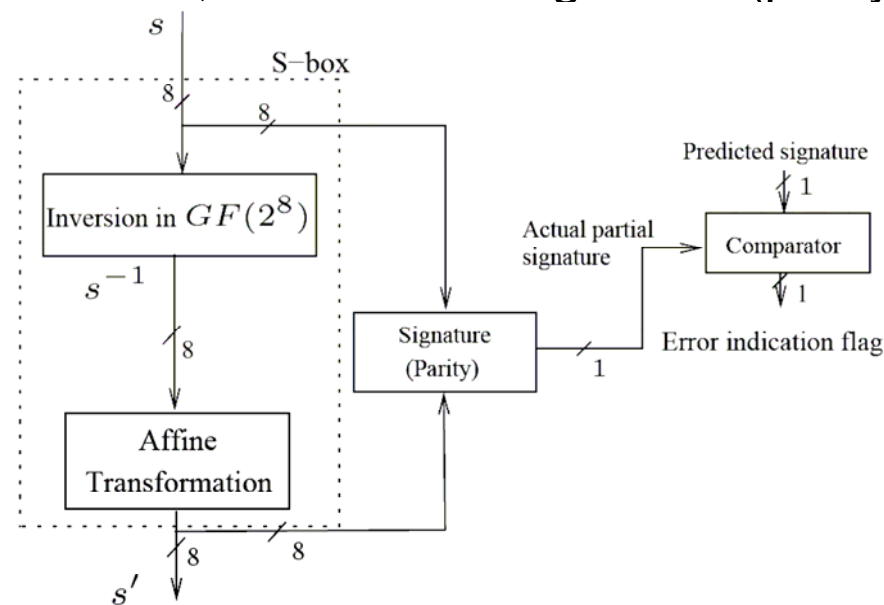 s
S−box
8
8
Inversion in GF(2^8)
s^{-1}
8
Affine
Transformation
8
8
s′
Signature
(Parity)
1
Actual partial
signature
Predicted signature
1
Comparator
1
Error indication flag